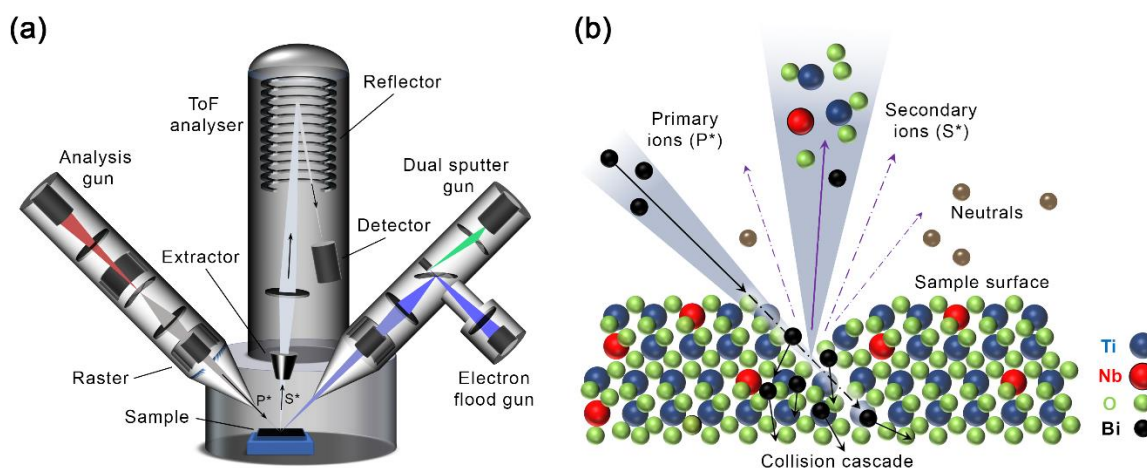 (a)
ToF
analyser
Reflector
Analysis
gun
Dual sputter
gun
Extractor
Detector
Raster
P*
S*
Sample
Electron
flood gun
(b)
Primary
ions (P*)
Secondary
ions (S*)
Neutrals
Sample surface
Ti
Nb
O
Bi
Collision cascade